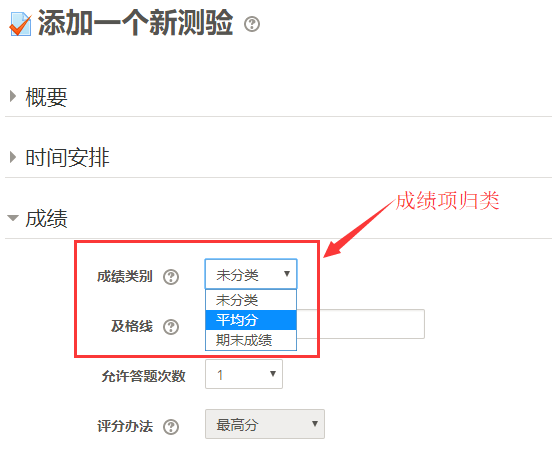 添加一个新测验
概要
时间安排
成绩
成绩项归类
成绩类别 未分类
未分类
平均分
及格线
期末成绩
允许答题次数 1
评分办法 最高分